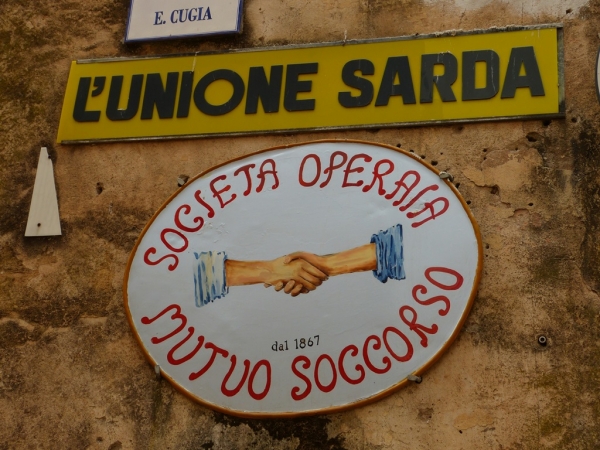 E. CUGIA
L'UNIONE SARDA
SOCIETA OPERAIA
dal 1867
MUTUO SOCCORSO